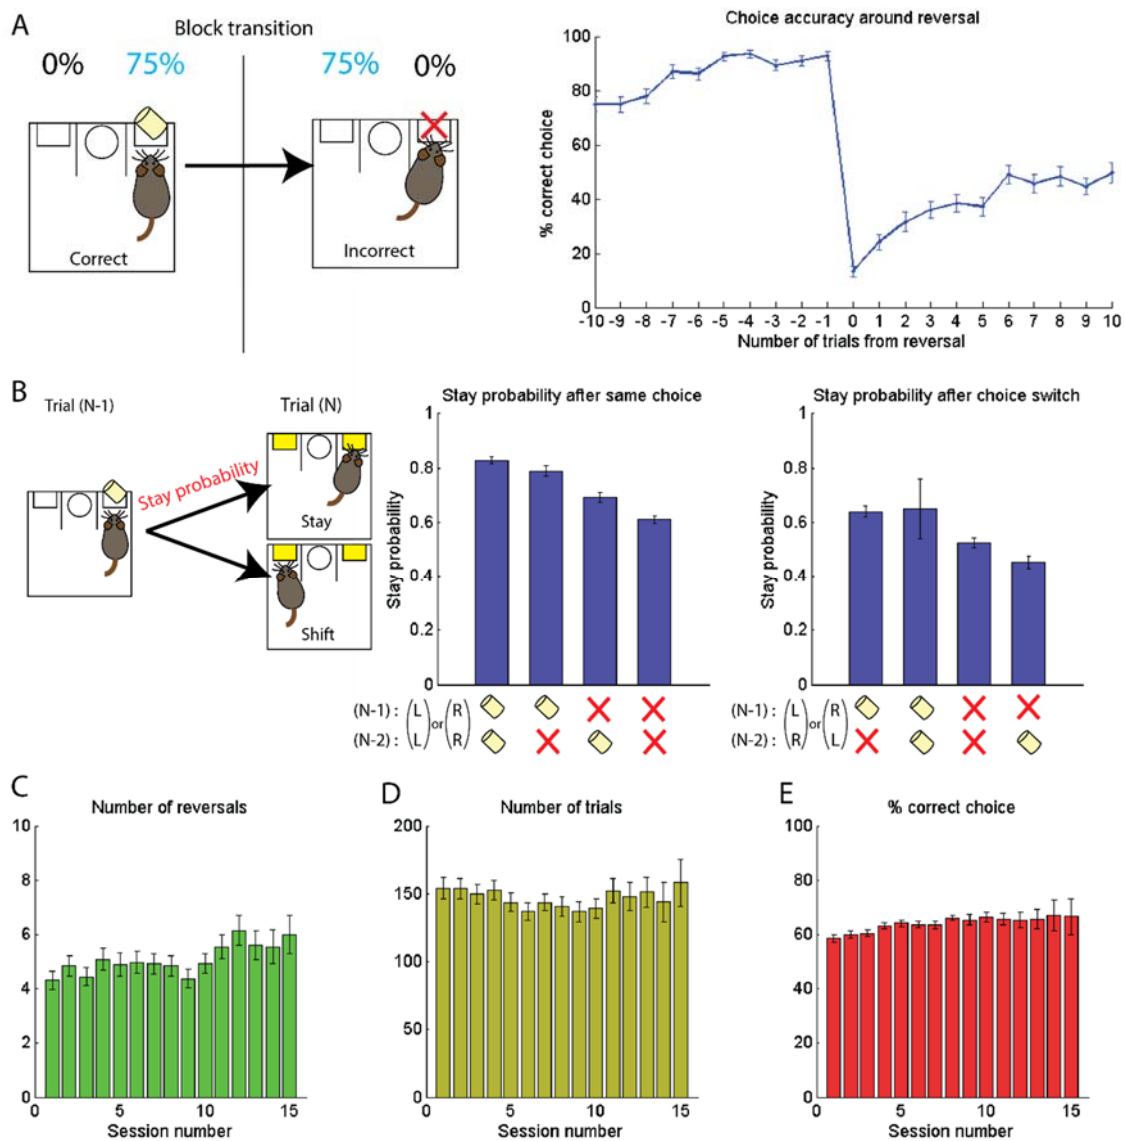 A
Block transition
0% 75% 75% 0%
Correct
Incorrect
Choice accuracy around reversal
% correct choice
100
80
60
40
20
0
-10 -9 -8 -7 -6 -5 -4 -3 -2 -1 0 1 2 3 4 5 6 7 8 9 10
Number of trials from reversal
B
Trial (N-1)
Trial (N)
Stay probability
Stay
Shift
Stay probability after same choice
Stay probability
1
0.8
0.6
0.4
0.2
0
(N-1) : (L) or (R)
(N-2) : (L) (R)
Stay probability after choice switch
Stay probability
1
0.8
0.6
0.4
0.2
0
(N-1) : (L) or (R)
(N-2) : (R) (L)
C
Number of reversals
10
8
6
4
2
0
0 5 10 15
Session number
D
Number of trials
200
150
100
50
0
0 5 10 15
Session number
E
% correct choice
100
80
60
40
20
0
0 5 10 15
Session number